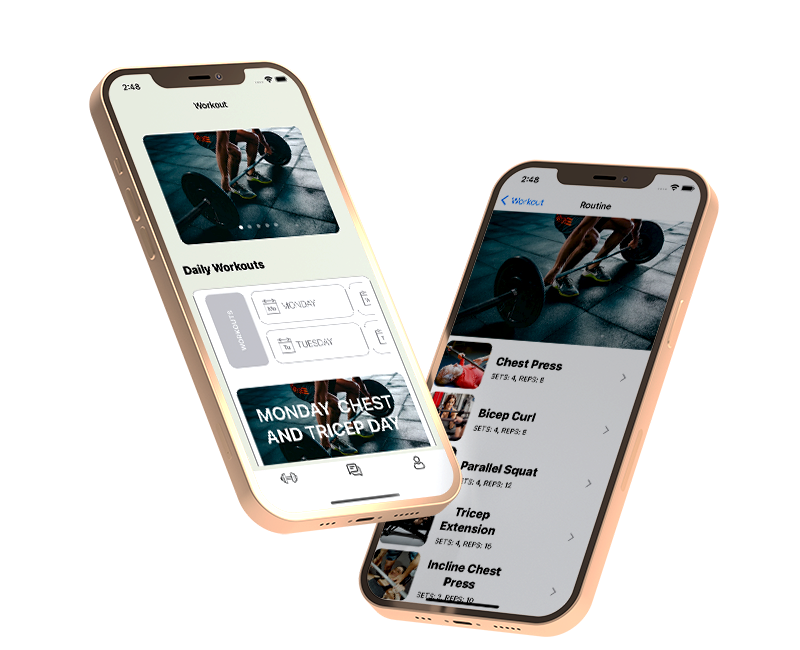 2:48
Workout
Daily Workouts
WORKOUTS
Mo
MONDAY
Tu
TUESDAY
T
MONDAY CHEST
AND TRICEP DAY
2:48
Workout
Routine
Chest Press
SETS: 4, REPS: 8
Bicep Curl
SETS: 4, REPS: 8
Parallel Squat
SETS: 4, REPS: 12
Tricep
Extension
SETS: 4, REPS: 15
Incline Chest
Press
SETS: 3, REPS: 10